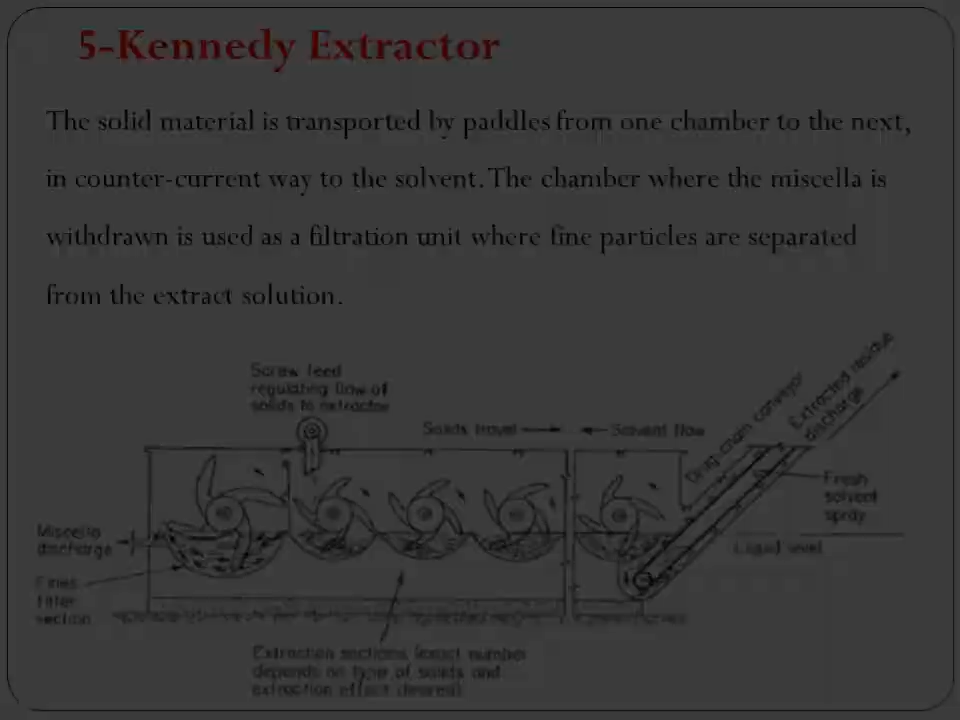 5-Kennedy Extractor
The solid material is transported by paddles from one chamber to the next,
in counter-current way to the solvent. The chamber where the miscella is
withdrawn is used as a filtration unit where fine particles are separated
from the extract solution.
Screw feed
regulating flow of
solids to extractor
Solids travel
Solvent flow
Drag-chain conveyor
Extracted residue
discharge
Fresh
solvent
spray
Miscella
discharge
Liquid level
Fines
filter
section
Extraction sections (exact number
depends on type of solids and
extraction effect desired)